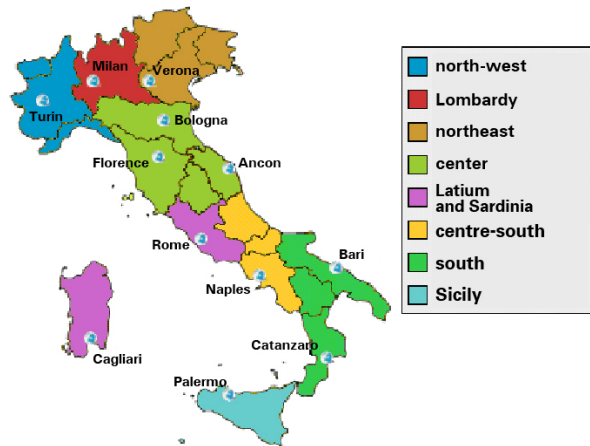 Milan
Verona
Turin
Bologna
Florence
Ancon
Rome
Naples
Bari
Cagliari
Catanzaro
Palermo
north-west
Lombardy
northeast
center
Latium
and Sardinia
centre-south
south
Sicily